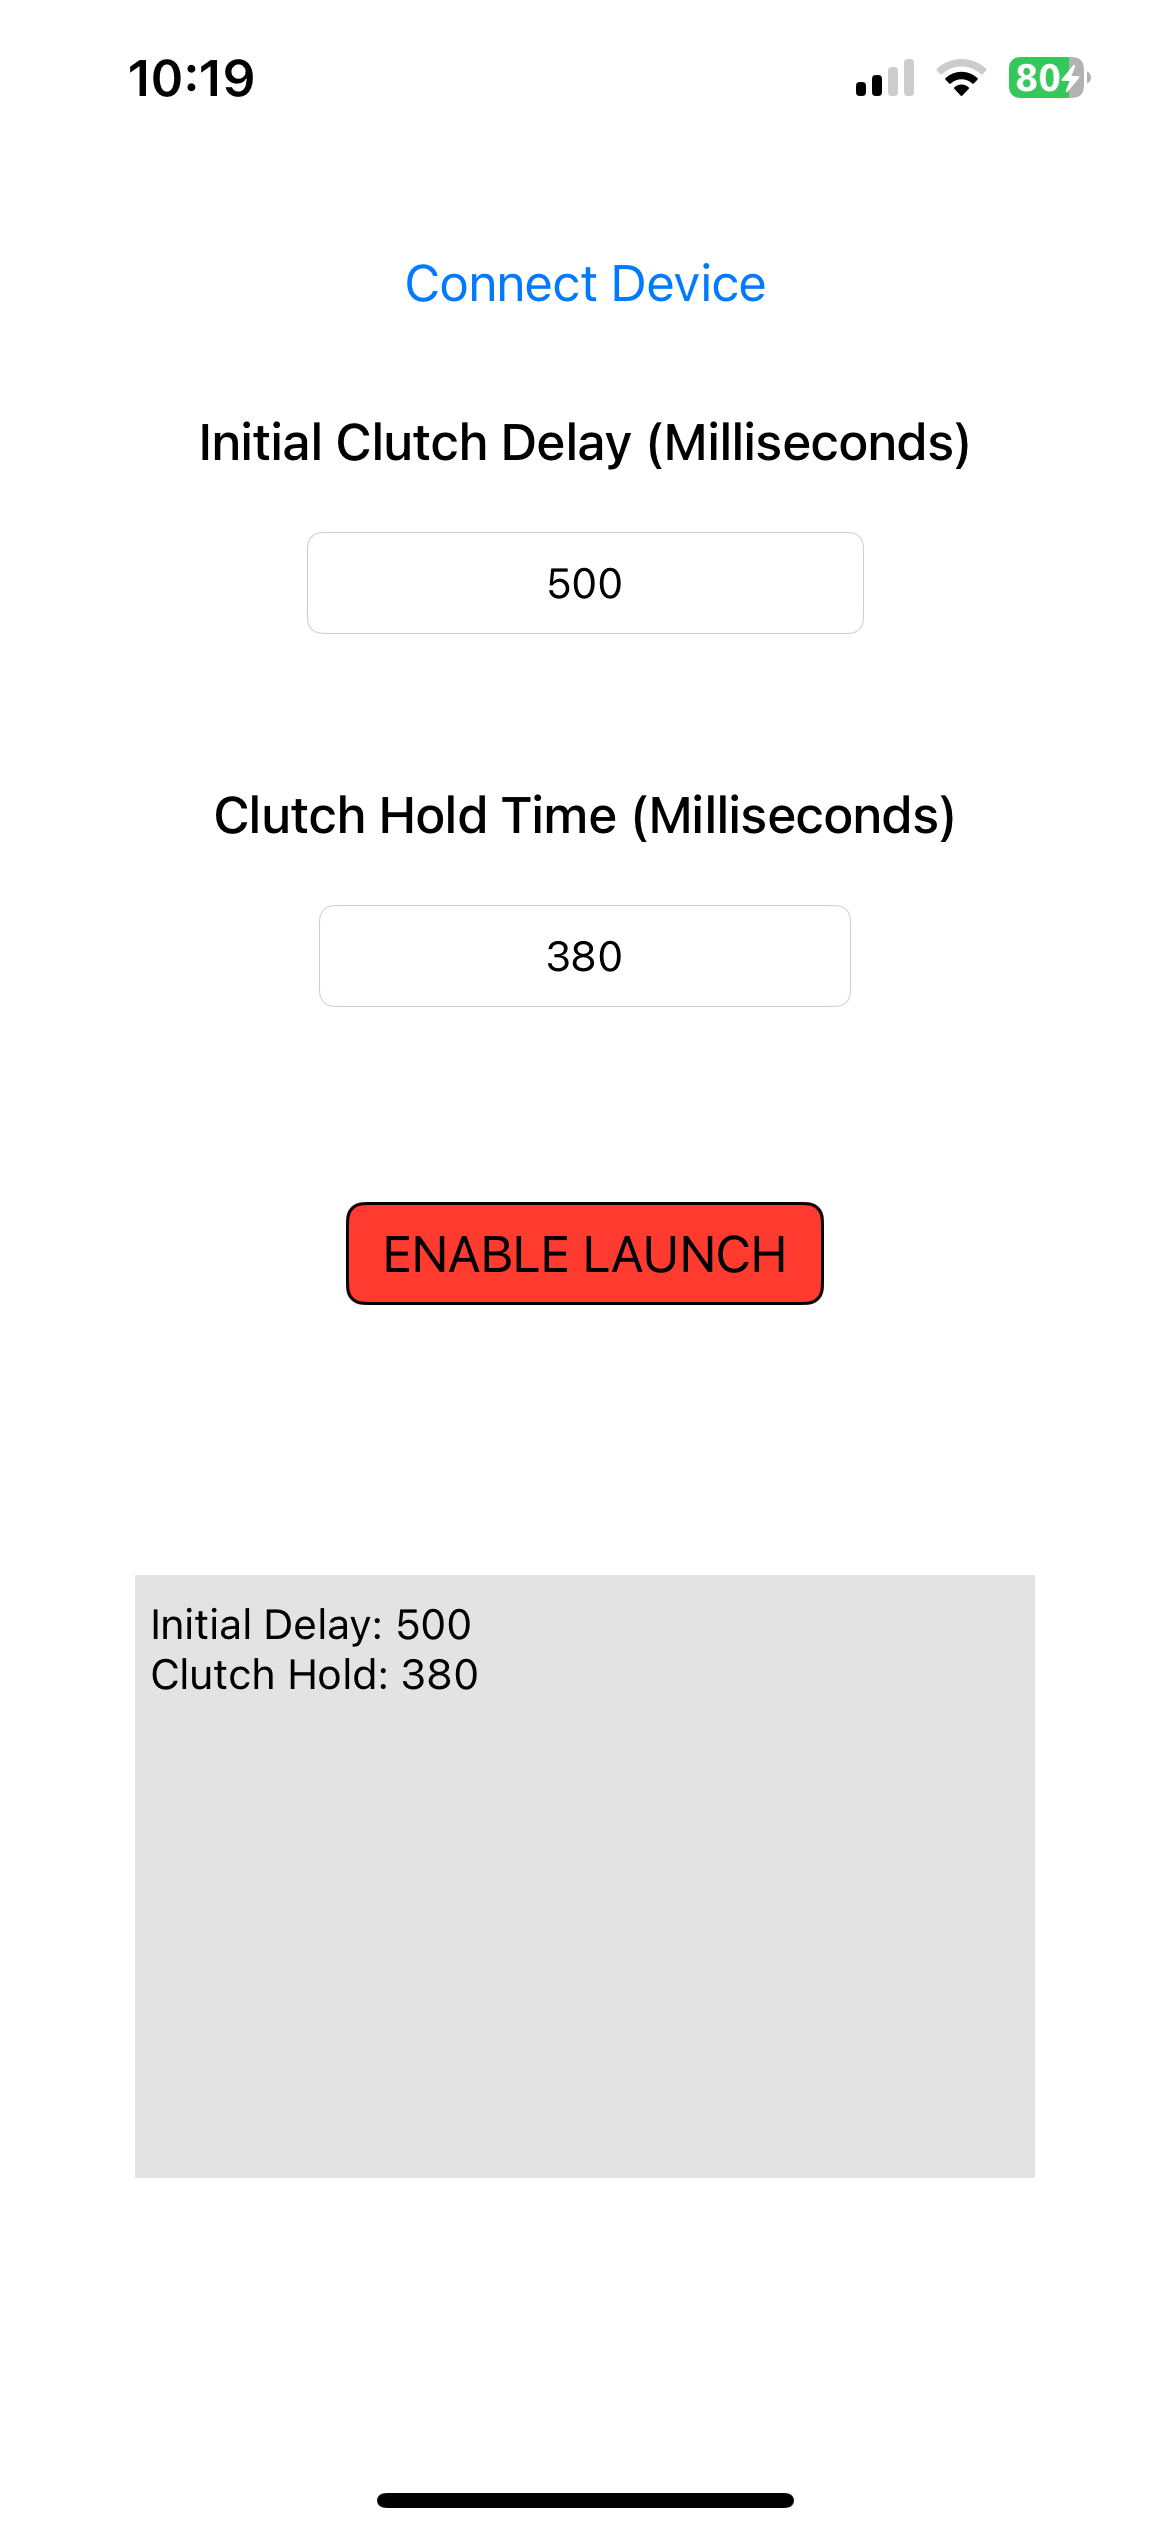 10:19
80
Connect Device
Initial Clutch Delay (Milliseconds)
500
Clutch Hold Time (Milliseconds)
380
ENABLE LAUNCH
Initial Delay: 500
Clutch Hold: 380